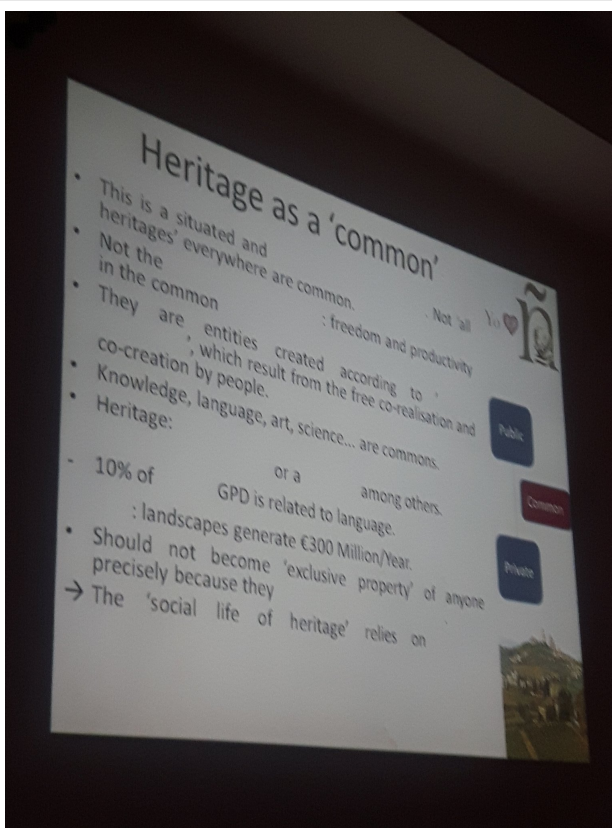 Heritage as a 'common'
• This is a situated and . Not 'all
heritages' everywhere are common.
• Not the : freedom and productivity
in the common
• They are entities created according to '
, , which result from the free co-realisation and
co-creation by people.
• Knowledge, language, art, science... are commons.
• Heritage: or a among others.
- 10% of GPD is related to language.
: landscapes generate €300 Million/Year.
• Should not become 'exclusive property' of anyone
precisely because they
→ The 'social life of heritage' relies on
Yo ñ
Public
Common
Private